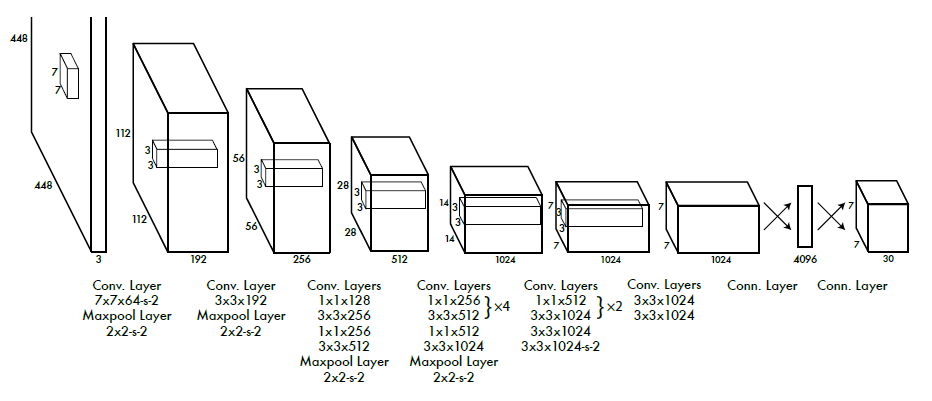 448
7
7
448
3
112
3
3
112
192
56
3
3
56
256
28
3
3
28
512
14
3
3
14
1024
7
3
3
7
1024
7
7
1024
4096
7
7
30
Conv. Layer
7x7x64-s-2
Maxpool Layer
2x2-s-2
Conv. Layer
3x3x192
Maxpool Layer
2x2-s-2
Conv. Layers
1x1x128
3x3x256
1x1x256
3x3x512
Maxpool Layer
2x2-s-2
Conv. Layers
1x1x256
3x3x512
} ×4
1x1x512
3x3x1024
Maxpool Layer
2x2-s-2
Conv. Layers
1x1x512
3x3x1024
} ×2
3x3x1024
3x3x1024-s-2
Conv. Layers
3x3x1024
3x3x1024
Conn. Layer
Conn. Layer